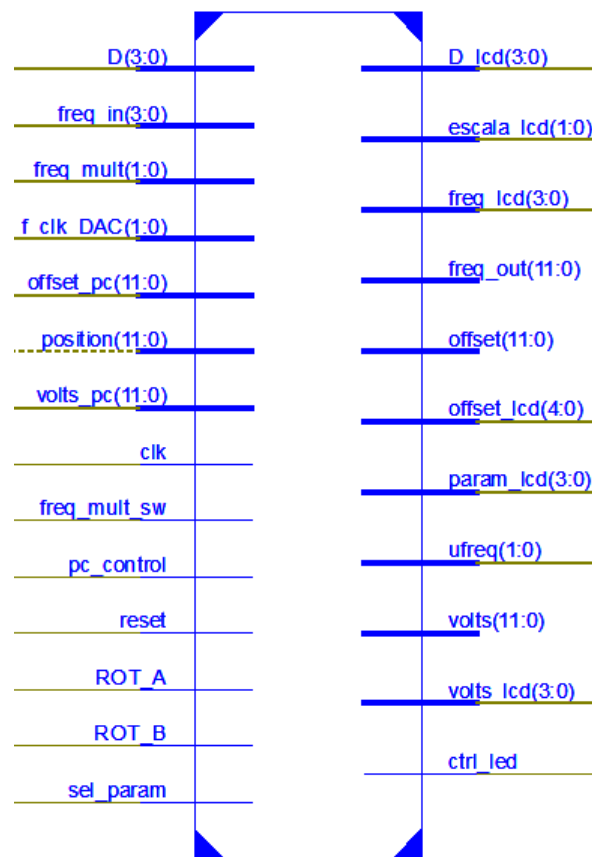 D(3:0)
freq_in(3:0)
freq_mult(1:0)
f_clk_DAC(1:0)
offset_pc(11:0)
position(11:0)
volts_pc(11:0)
clk
freq_mult_sw
pc_control
reset
ROT_A
ROT_B
sel_param
D_lcd(3:0)
escala_lcd(1:0)
freq_lcd(3:0)
freq_out(11:0)
offset(11:0)
offset_lcd(4:0)
param_lcd(3:0)
ufreq(1:0)
volts(11:0)
volts_lcd(3:0)
ctrl_led